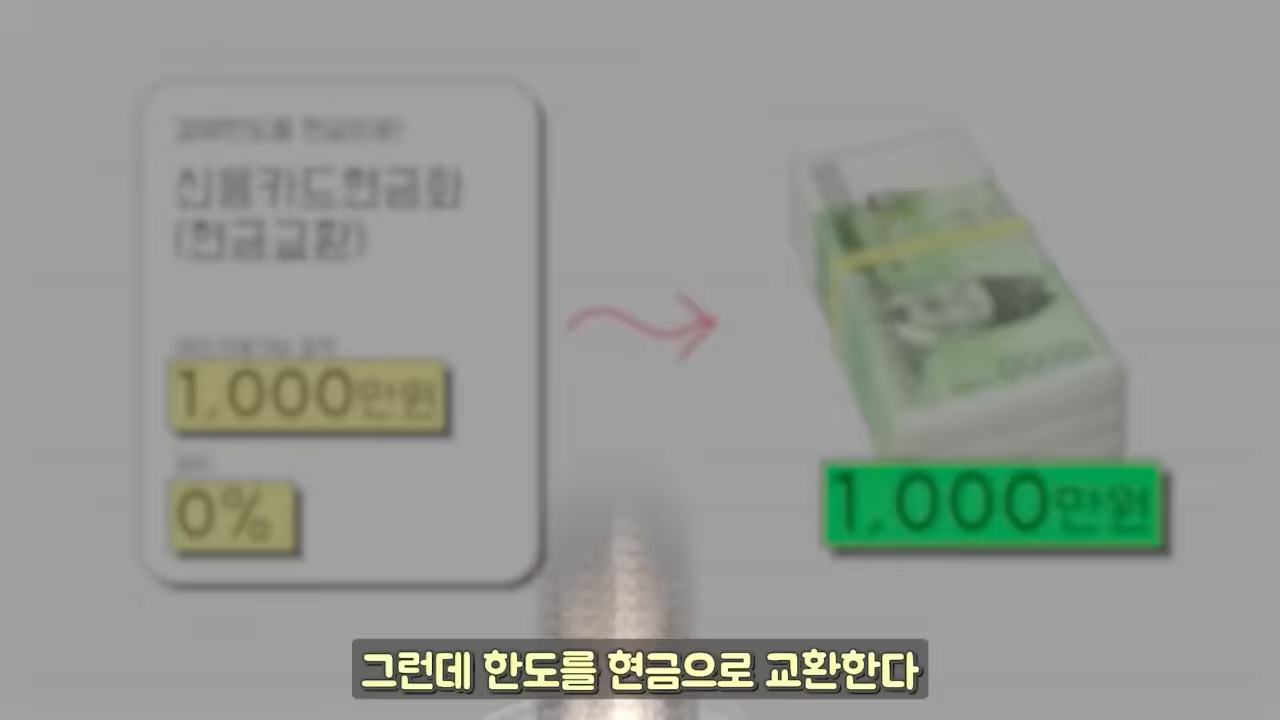 신용카드현금화
(현금교환)
1,000만원
0%
1,000만원
그런데 한도를 현금으로 교환한다